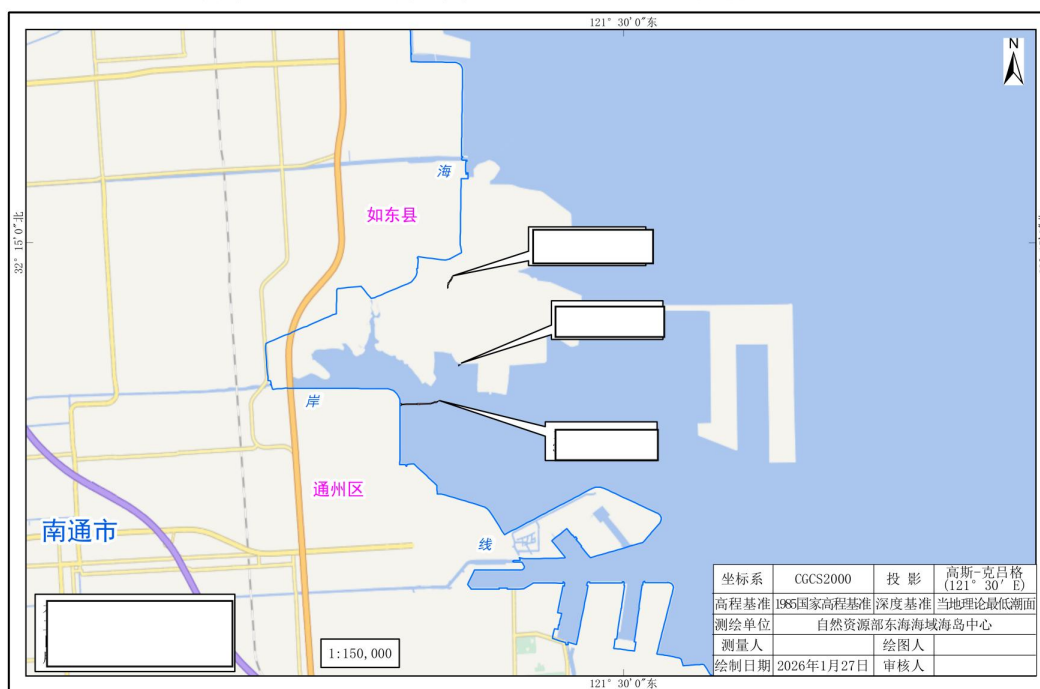 121° 30′0″东
N
海
如东县
32° 15′0″北
岸
通州区
南通市
线
坐标系 CGCS2000 投 影 高斯-克吕格(121° 30′ E)
高程基准 1985国家高程基准 深度基准 当地理论最低潮面
测绘单位 自然资源部东海海域海岛中心
测量人 绘图人
绘制日期 2026年1月27日 审核人
1:150,000
121° 30′0″东